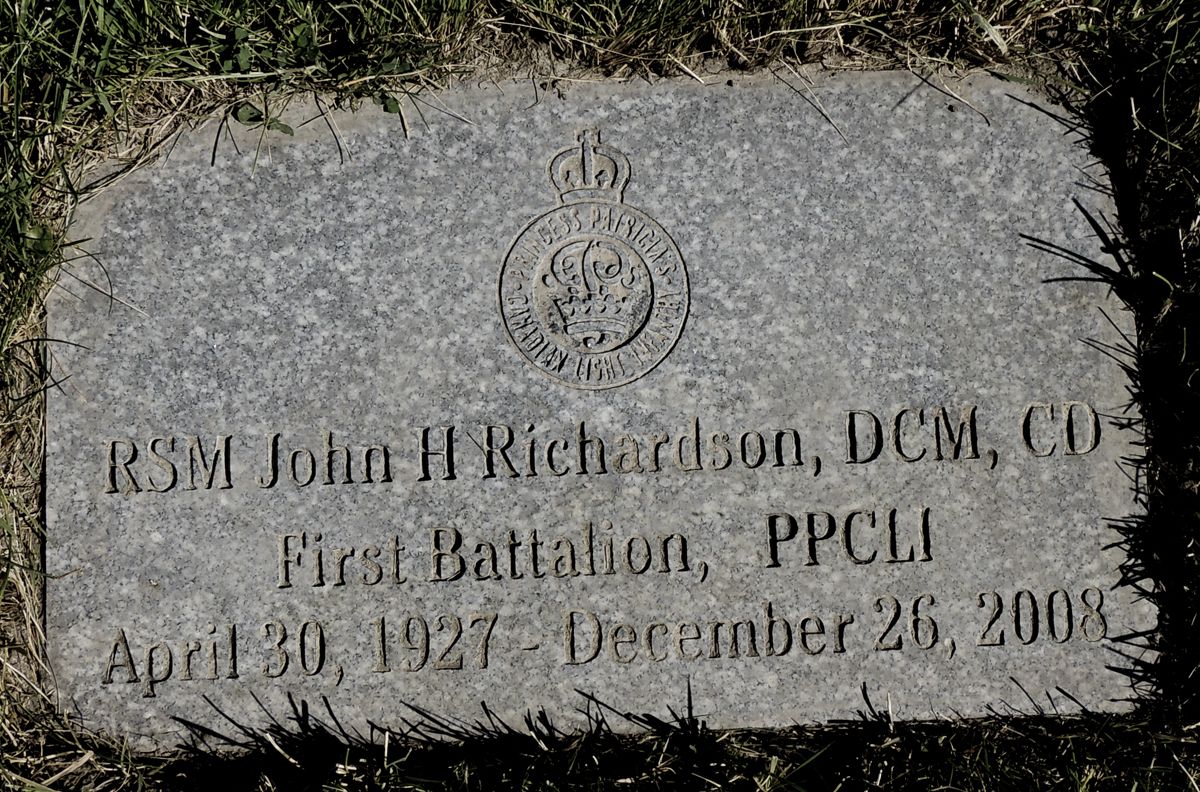 PRINCESS PATRICIA'S
CANADIAN LIGHT INFANTRY
RSM John H Richardson, DCM, CD
First Battalion, PPCLI
April 30, 1927 - December 26, 2008